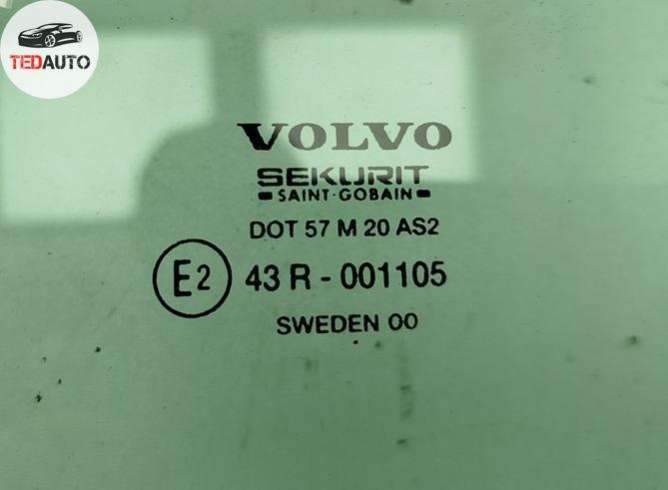 TEDAUTO
VOLVO
SEKURIT
SAINT-GOBAIN
DOT 57 M 20 AS2
E2 43 R - 001105
SWEDEN 00